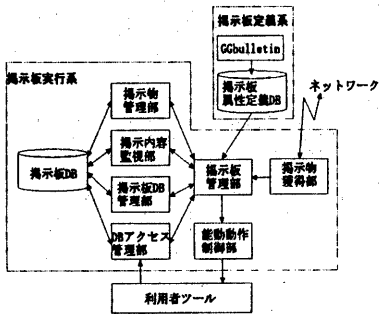 掲示板定義系
GGbulletin
掲示板
属性定義DB
掲示板実行系
ネットワーク
掲示物
管理部
掲示内容
監視部
掲示板DB
掲示板DB
管理部
掲示板
管理部
掲示物
獲得部
DBアクセス
管理部
能動動作
制御部
利用者ツール